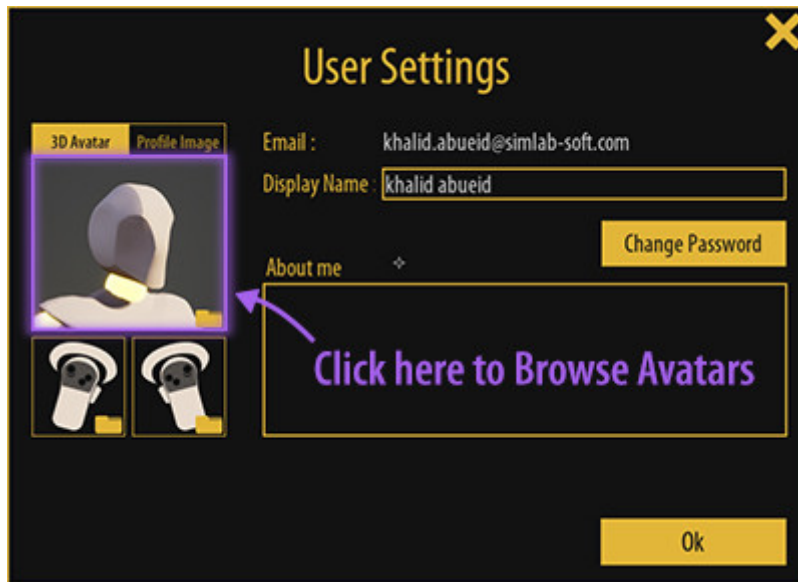 User Settings
3D Avatar Profile Image
Email : khalid.abueid@simlab-soft.com
Display Name : khalid abueid
Change Password
About me
Click here to Browse Avatars
Ok